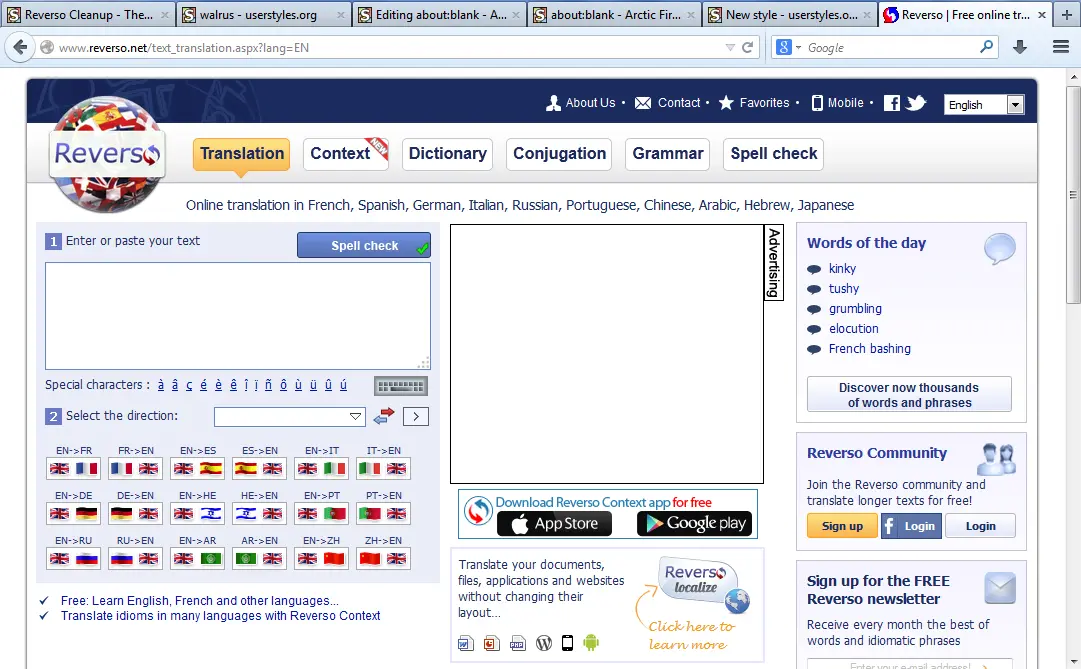 Reverso Cleanup - The...
walrus - userstyles.org
Editing about:blank - A...
about:blank - Arctic Fir...
New style - userstyles.o...
Reverso | Free online tr...
www.reverso.net/text_translation.aspx?lang=EN
Google
About Us • Contact • Favorites • Mobile •
English
Reverso
Translation
Context
NEW
Dictionary
Conjugation
Grammar
Spell check
Online translation in French, Spanish, German, Italian, Russian, Portuguese, Chinese, Arabic, Hebrew, Japanese
1 Enter or paste your text
Spell check
Special characters : à â ç é è ê î ï ñ ô ù ü û ú
2 Select the direction:
EN->FR FR->EN EN->ES ES->EN EN->IT IT->EN
EN->DE DE->EN EN->HE HE->EN EN->PT PT->EN
EN->RU RU->EN EN->AR AR->EN EN->ZH ZH->EN
Free: Learn English, French and other languages...
Translate idioms in many languages with Reverso Context
Advertising
Download Reverso Context app for free
App Store
Google play
Translate your documents,
files, applications and websites
without changing their
layout...
Reverso
localize
Click here to
learn more
Words of the day
kinky
tushy
grumbling
elocution
French bashing
Discover now thousands
of words and phrases
Reverso Community
Join the Reverso community and
translate longer texts for free!
Sign up
f Login
Login
Sign up for the FREE
Reverso newsletter
Receive every month the best of
words and idiomatic phrases
Enter your e-mail address!